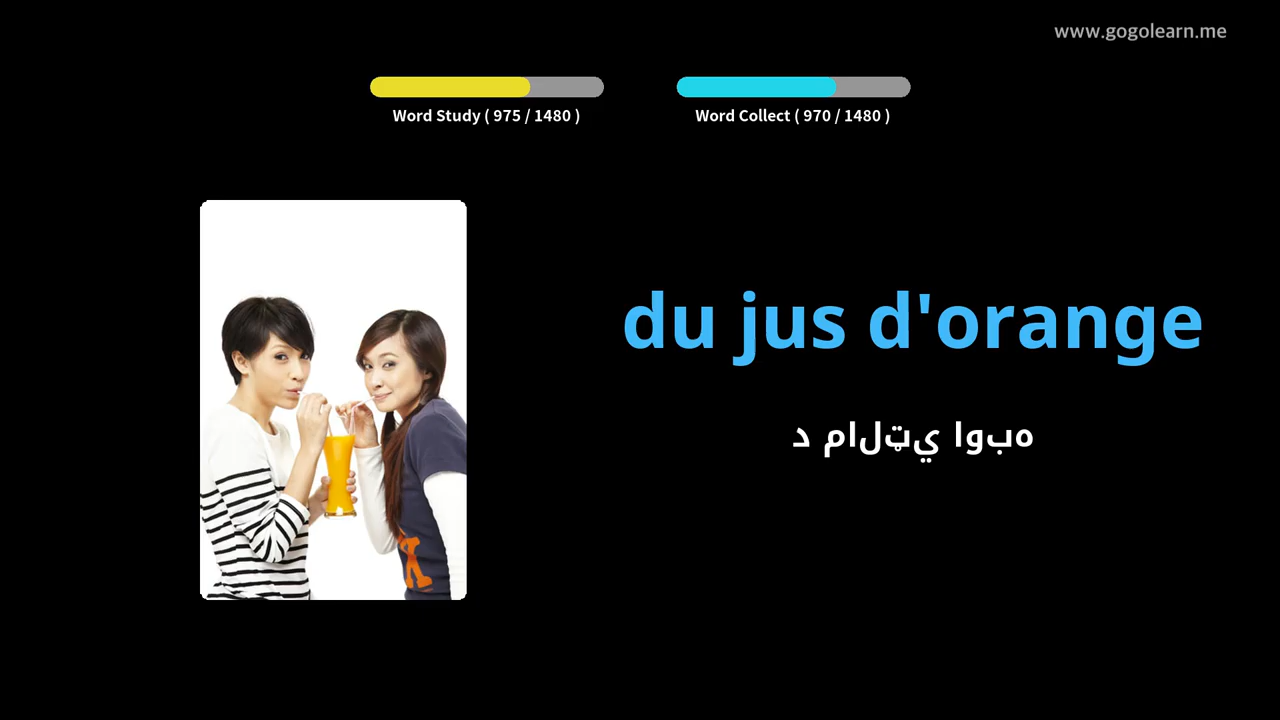 www.gogolearn.me
Word Study ( 975 / 1480 )
Word Collect ( 970 / 1480 )
du jus d'orange
د مالټي اوبه